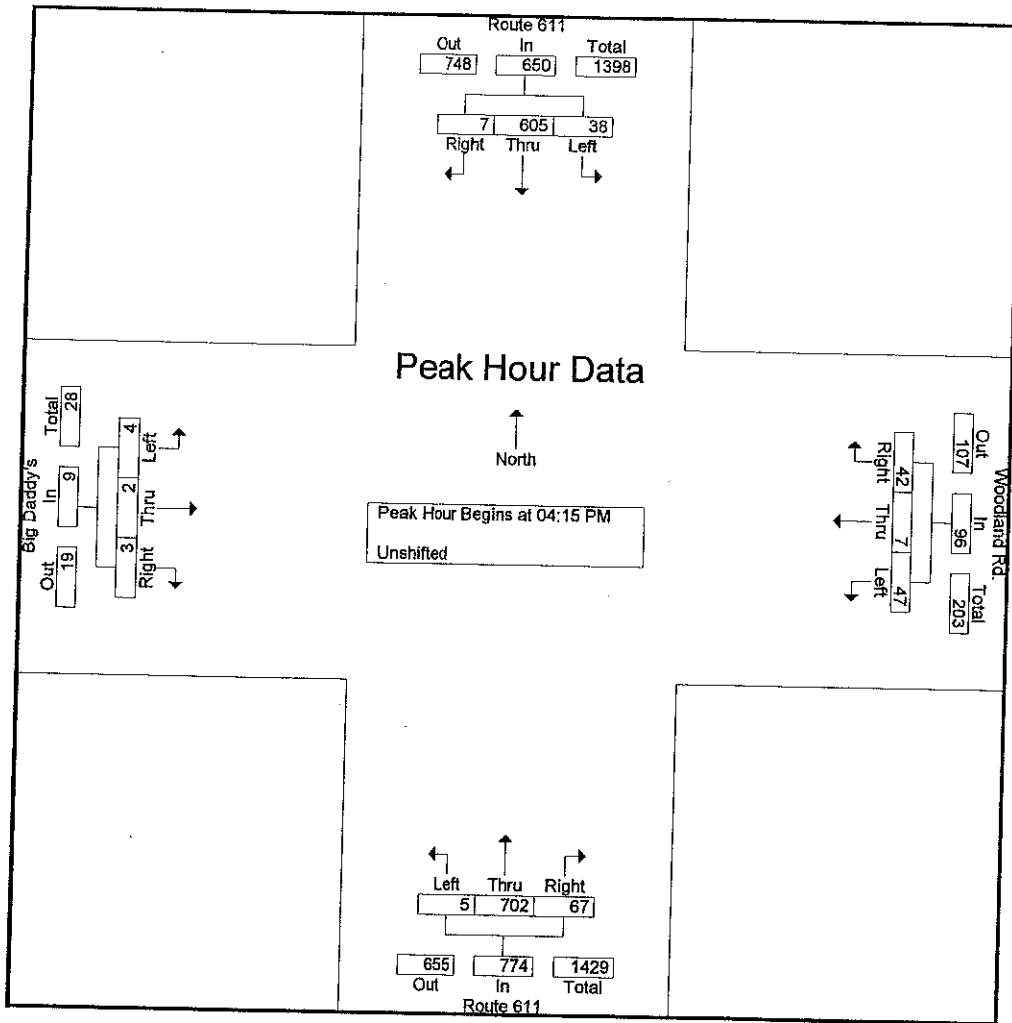 Route 611
Out In Total
748 650 1398
7 605 38
Right Thru Left
Peak Hour Data
North
Peak Hour Begins at 04:15 PM
Unshifted
Big Daddy's
Out In Total
19 9 28
Right Thru Left
3 2 4
Woodland Rd.
Out In Total
107 96 203
Right Thru Left
42 7 47
Left Thru Right
5 702 67
655 774 1429
Out In Total
Route 611